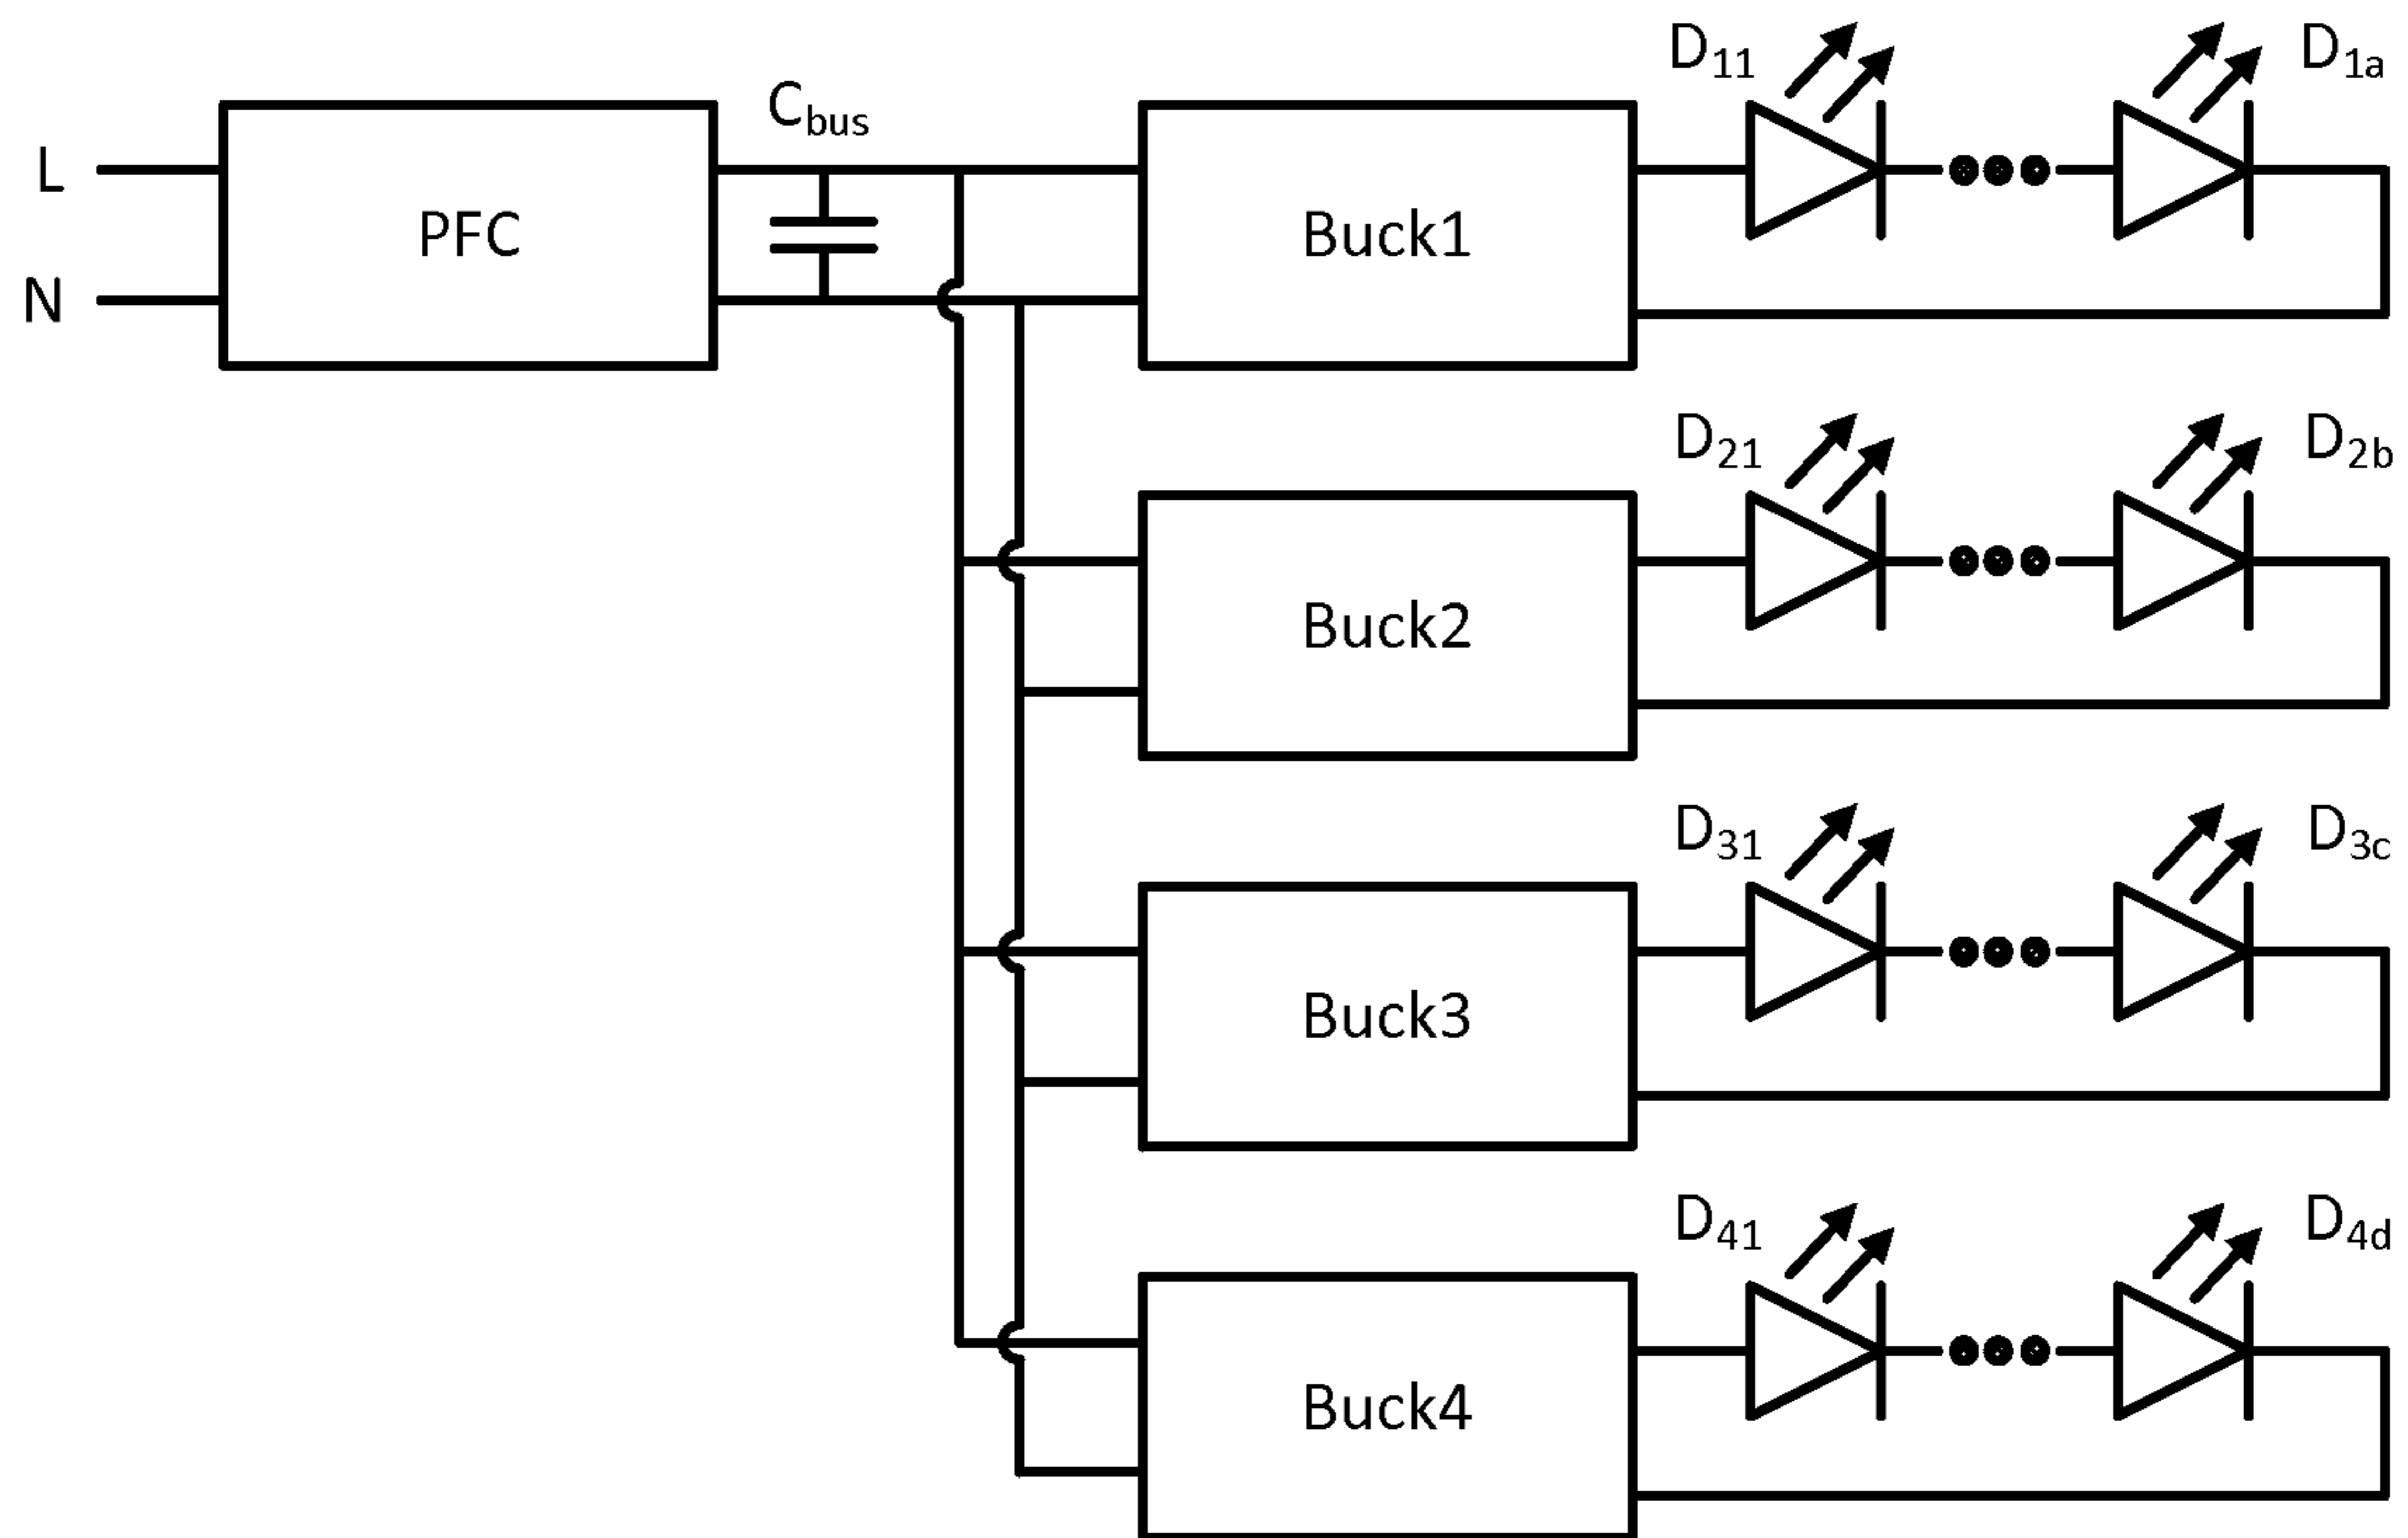 D11 D1a
Cbus
L
PFC
Buck1
N
D21 D2b
Buck2
D31 D3c
Buck3
D41 D4d
Buck4